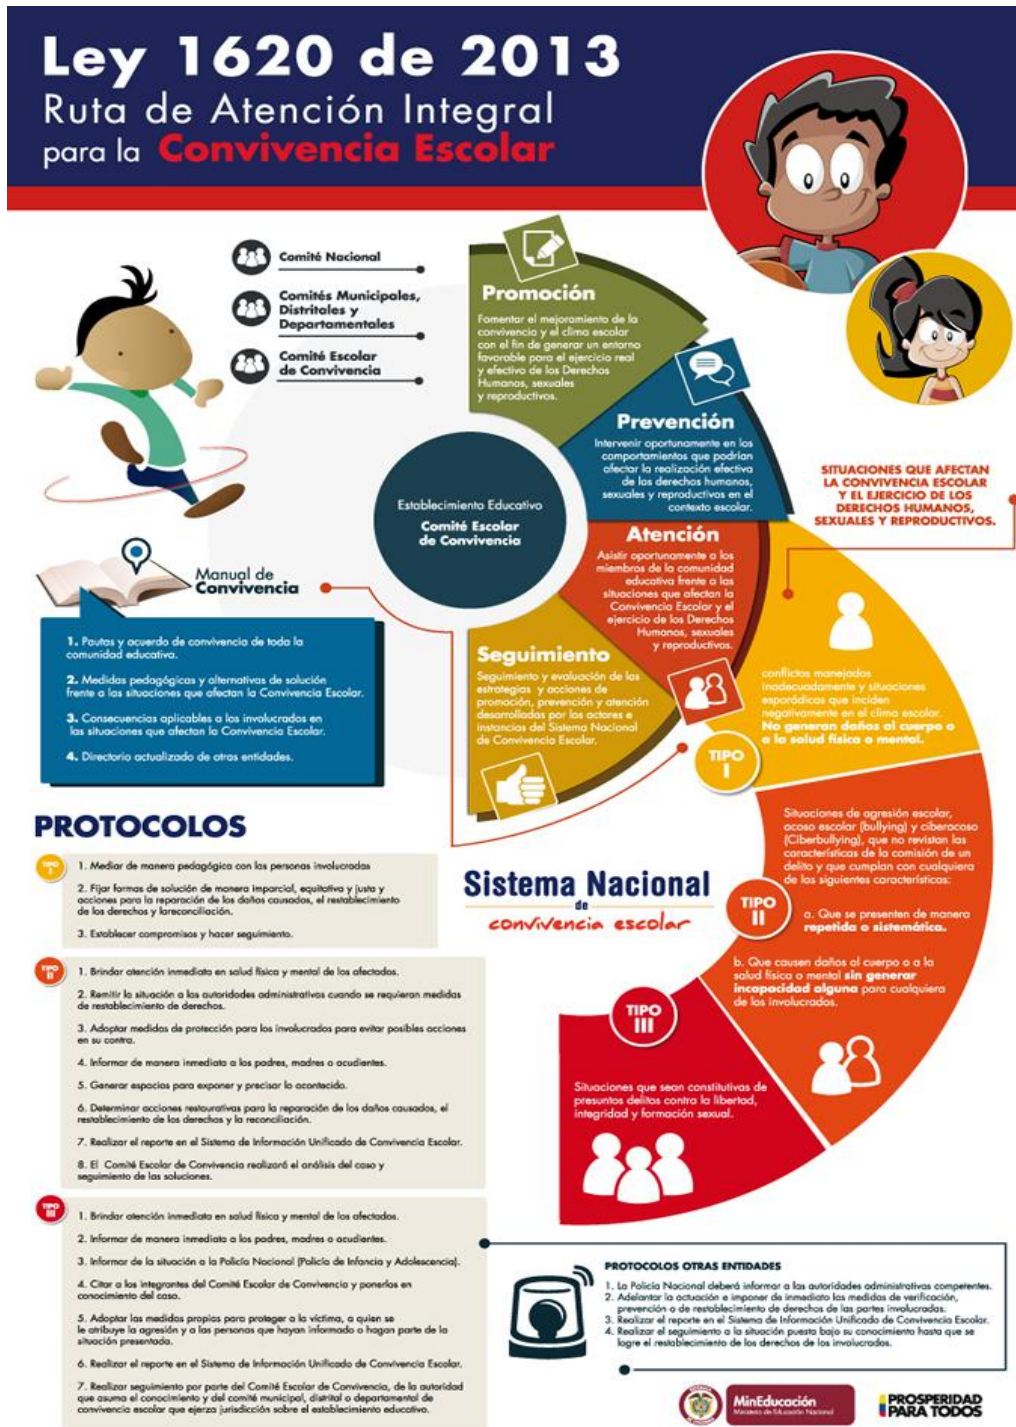 Ley 1620 de 2013
Ruta de Atención Integral
para la Convivencia Escolar
Comité Nacional
Comités Municipales,
Distritales y
Departamentales
Comité Escolar
de Convivencia
Promoción
Fomentar el mejoramiento de la
convivencia y el clima escolar
con el fin de generar un entorno
favorable para el ejercicio real
y efectivo de los Derechos
Humanos, sexuales
y reproductivos.
Prevención
Intervenir oportunamente en los
comportamientos que podrían
afectar la realización efectiva
de los derechos humanos,
sexuales y reproductivos en el
contexto escolar.
SITUACIONES QUE AFECTAN
LA CONVIVENCIA ESCOLAR
Y EL EJERCICIO DE LOS
DERECHOS HUMANOS,
SEXUALES Y REPRODUCTIVOS.
Establecimiento Educativo
Comité Escolar
de Convivencia
Atención
Asistir oportunamente a los
miembros de la comunidad
educativa frente a las
situaciones que afectan la
Convivencia Escolar y el
ejercicio de los Derechos
Humanos, sexuales
y reproductivos.
Manual de
Convivencia
1. Pautas y acuerdo de convivencia de toda la
comunidad educativa.
2. Medidas pedagógicas y alternativas de solución
frente a las situaciones que afectan la Convivencia Escolar.
3. Consecuencias aplicables a los involucrados en
las situaciones que afectan la Convivencia Escolar.
4. Directorio actualizado de otras entidades.
Seguimiento
Seguimiento y evaluación de las
estrategias y acciones de
promoción, prevención y atención
desarrolladas por los actores e
instancias del Sistema Nacional
de Convivencia Escolar.
conflictos manejados
inadecuadamente y situaciones
esporádicas que inciden
negativamente en el clima escolar.
No generan daños al cuerpo o
a la salud física o mental.
TIPO
I
Situaciones de agresión escolar,
acoso escolar (bullying) y ciberacoso
(Ciberbullying), que no revistan las
características de la comisión de un
delito y que cumplan con cualquiera
de las siguientes características:
TIPO
II
a. Que se presenten de manera
repetida o sistemática.
b. Que causen daños al cuerpo o a la
salud física o mental sin generar
incapacidad alguna para cualquiera
de los involucrados.
Sistema Nacional
de
convivencia escolar
TIPO
III
Situaciones que sean constitutivas de
presuntos delitos contra la libertad,
integridad y formación sexual.
PROTOCOLOS
TIPO
I
1. Mediar de manera pedagógica con las personas involucradas
2. Fijar formas de solución de manera imparcial, equitativa y justa y
acciones para la reparación de los daños causados, el restablecimiento
de los derechos y lareconciliación.
3. Establecer compromisos y hacer seguimiento.
TIPO
II
1. Brindar atención inmediata en salud física y mental de los afectados.
2. Remitir la situación a las autoridades administrativas cuando se requieran medidas
de restablecimiento de derechos.
3. Adoptar medidas de protección para los involucrados para evitar posibles acciones
en su contra.
4. Informar de manera inmediata a los padres, madres o acudientes.
5. Generar espacios para exponer y precisar lo acontecido.
6. Determinar acciones restaurativas para la reparación de los daños causados, el
restablecimiento de los derechos y la reconciliación.
7. Realizar el reporte en el Sistema de Información Unificado de Convivencia Escolar.
8. El Comité Escolar de Convivencia realizará el análisis del caso y
seguimiento de las soluciones.
TIPO
III
1. Brindar atención inmediata en salud física y mental de los afectados.
2. Informar de manera inmediata a los padres, madres o acudientes.
3. Informar de la situación a la Policía Nacional (Policía de Infancia y Adolescencia).
4. Citar a los integrantes del Comité Escolar de Convivencia y ponerlos en
conocimiento del caso.
5. Adoptar las medidas propias para proteger a la víctima, a quien se
le atribuye la agresión y a las personas que hayan informado o hagan parte de la
situación presentada.
6. Realizar el reporte en el Sistema de Información Unificado de Convivencia Escolar.
7. Realizar seguimiento por parte del Comité Escolar de Convivencia, de la autoridad
que asuma el conocimiento y del comité municipal, distrital o departamental de
convivencia escolar que ejerza jurisdicción sobre el establecimiento educativo.
PROTOCOLOS OTRAS ENTIDADES
1. La Policía Nacional deberá informar a las autoridades administrativas competentes.
2. Adelantar la actuación e imponer de inmediato las medidas de verificación,
prevención o de restablecimiento de derechos de las partes involucradas.
3. Realizar el reporte en el Sistema de Información Unificado de Convivencia Escolar.
4. Realizar el seguimiento a la situación puesta bajo su conocimiento hasta que se
logre el restablecimiento de los derechos de los involucrados.
MinEducación
Ministerio de Educación Nacional
PROSPERIDAD
PARA TODOS